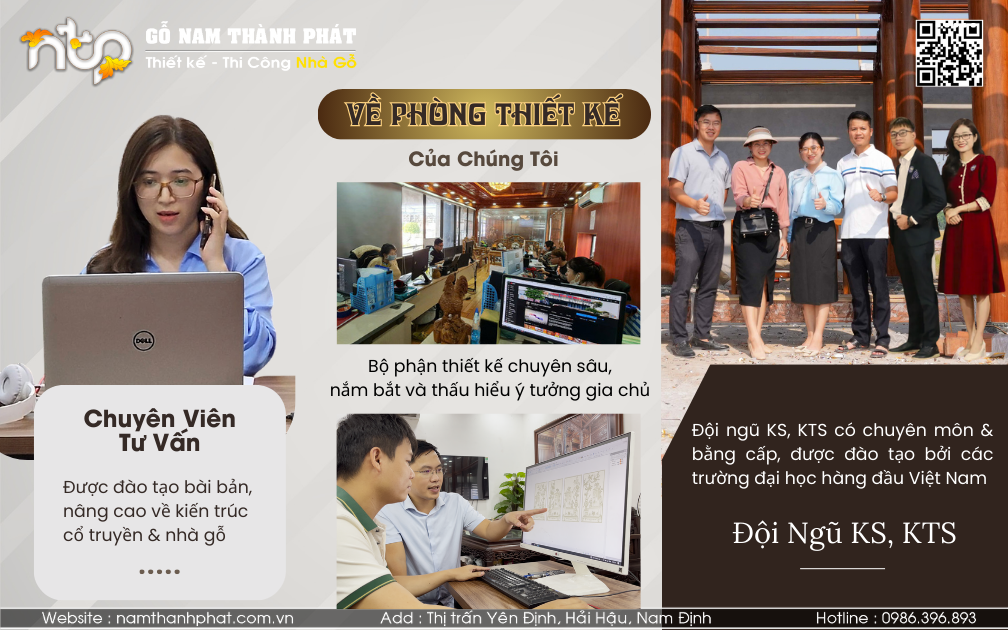 ntp
GỖ NAM THÀNH PHÁT
Thiết kế - Thi Công Nhà Gỗ
VỀ PHÒNG THIẾT KẾ
Của Chúng Tôi
DELL
Bộ phận thiết kế chuyên sâu,
nắm bắt và thấu hiểu ý tưởng gia chủ
Chuyên Viên
Tư Vấn
Được đào tạo bài bản,
nâng cao về kiến trúc
cổ truyền & nhà gỗ
Đội ngũ KS, KTS có chuyên môn &
bằng cấp, được đào tạo bởi các
trường đại học hàng đầu Việt Nam
Đội Ngũ KS, KTS
Website : namthanhphat.com.vn
Add : Thị trấn Yên Định, Hải Hậu, Nam Định
Hotline : 0986.396.893